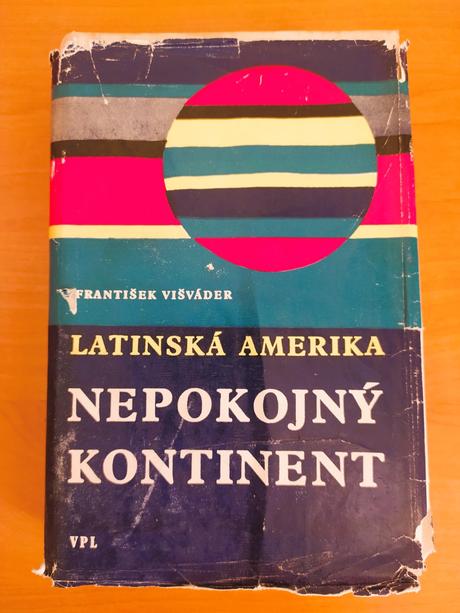 FRANTIŠEK VIŠVÁDER
LATINSKÁ AMERIKA
NEPOKOJNÝ
KONTINENT
VPL